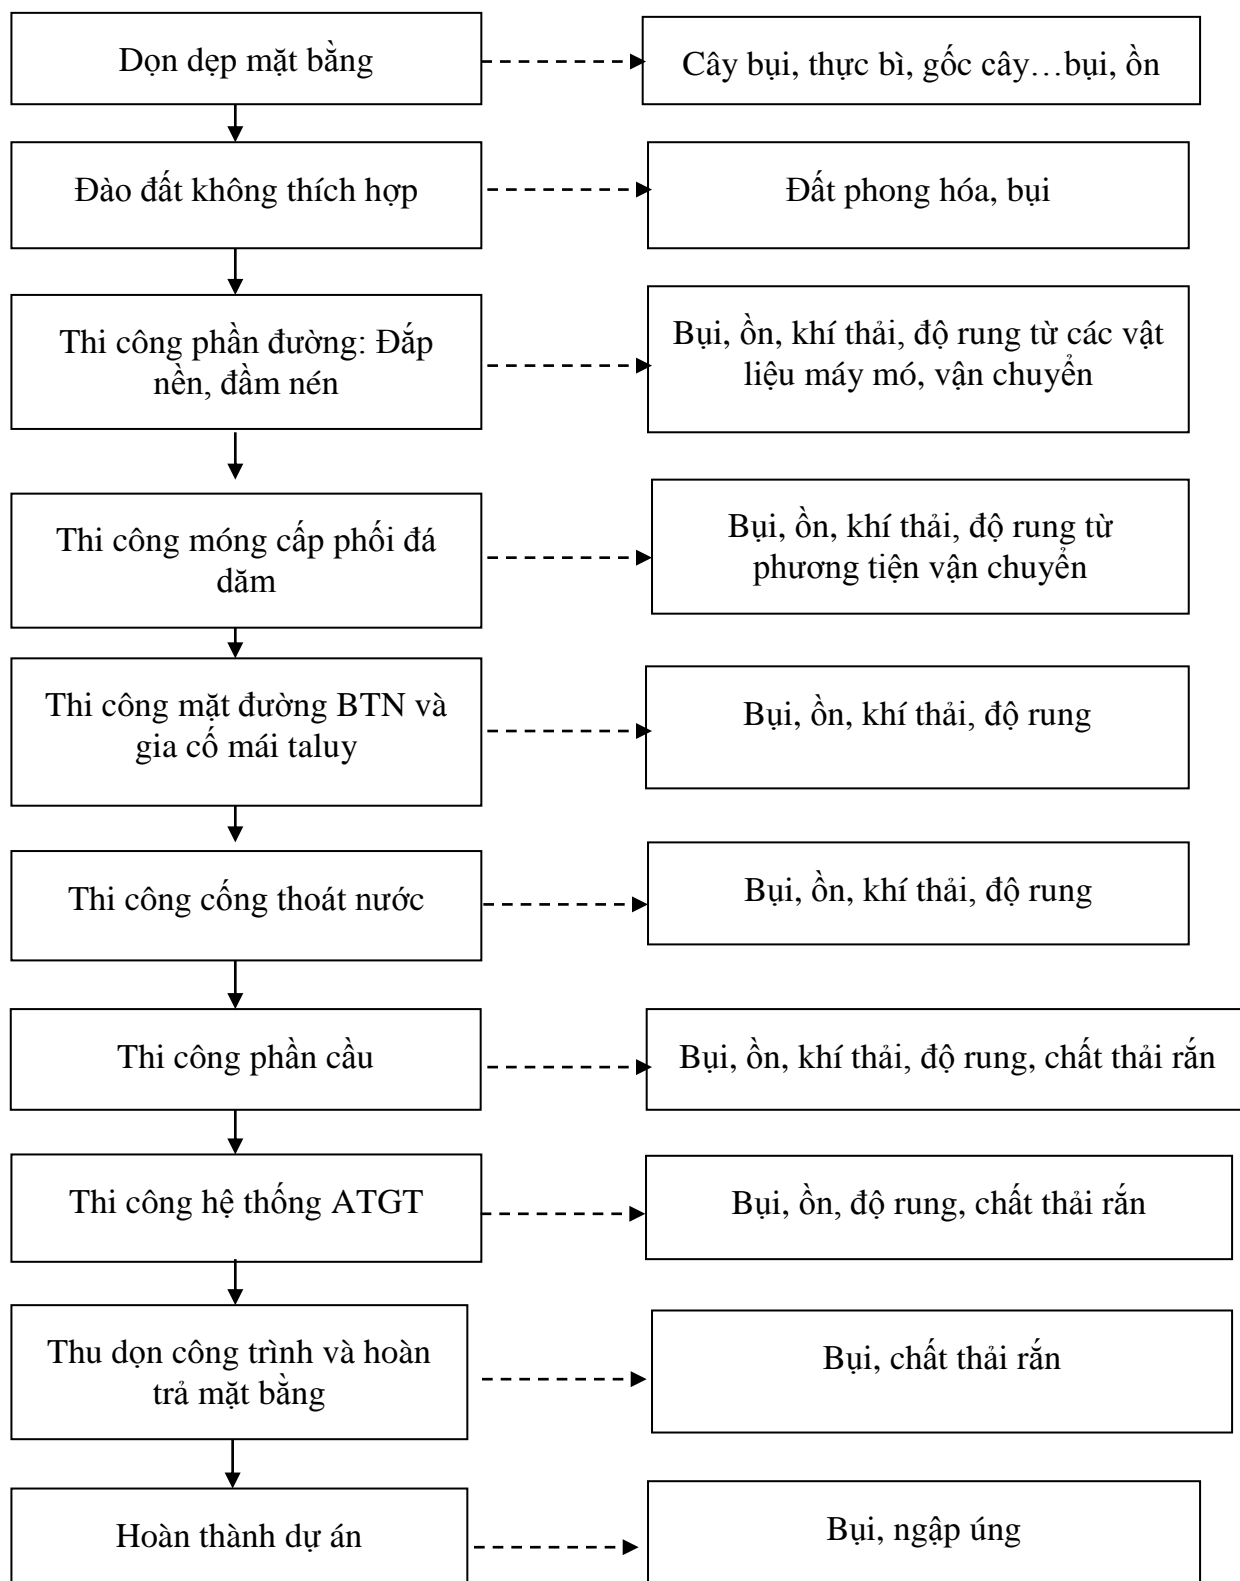 Dọn dẹp mặt bằng
Cây bụi, thực bì, gốc cây…bụi, ồn
Đào đất không thích hợp
Đất phong hóa, bụi
Thi công phần đường: Đắp
nền, đầm nén
Bụi, ồn, khí thải, độ rung từ các vật
liệu máy mó, vận chuyển
Thi công móng cấp phối đá
dăm
Bụi, ồn, khí thải, độ rung từ
phương tiện vận chuyển
Thi công mặt đường BTN và
gia cố mái taluy
Bụi, ồn, khí thải, độ rung
Thi công cống thoát nước
Bụi, ồn, khí thải, độ rung
Thi công phần cầu
Bụi, ồn, khí thải, độ rung, chất thải rắn
Thi công hệ thống ATGT
Bụi, ồn, độ rung, chất thải rắn
Thu dọn công trình và hoàn
trả mặt bằng
Bụi, chất thải rắn
Hoàn thành dự án
Bụi, ngập úng